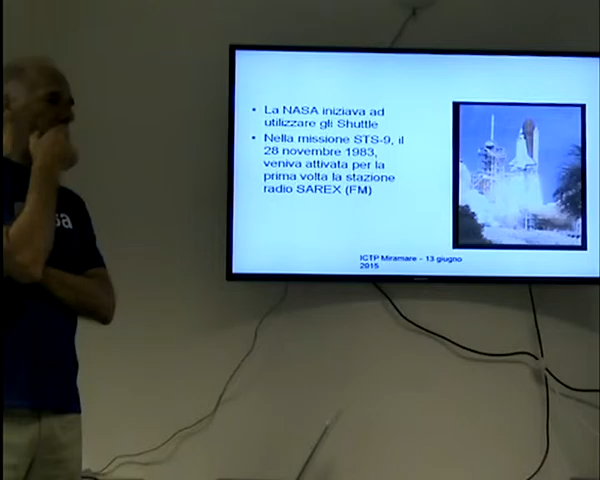 • La NASA iniziava ad
utilizzare gli Shuttle
• Nella missione STS-9, il
28 novembre 1983,
veniva attivata per la
prima volta la stazione
radio SAREX (FM)
ICTP Miramare – 13 giugno
2015
sa